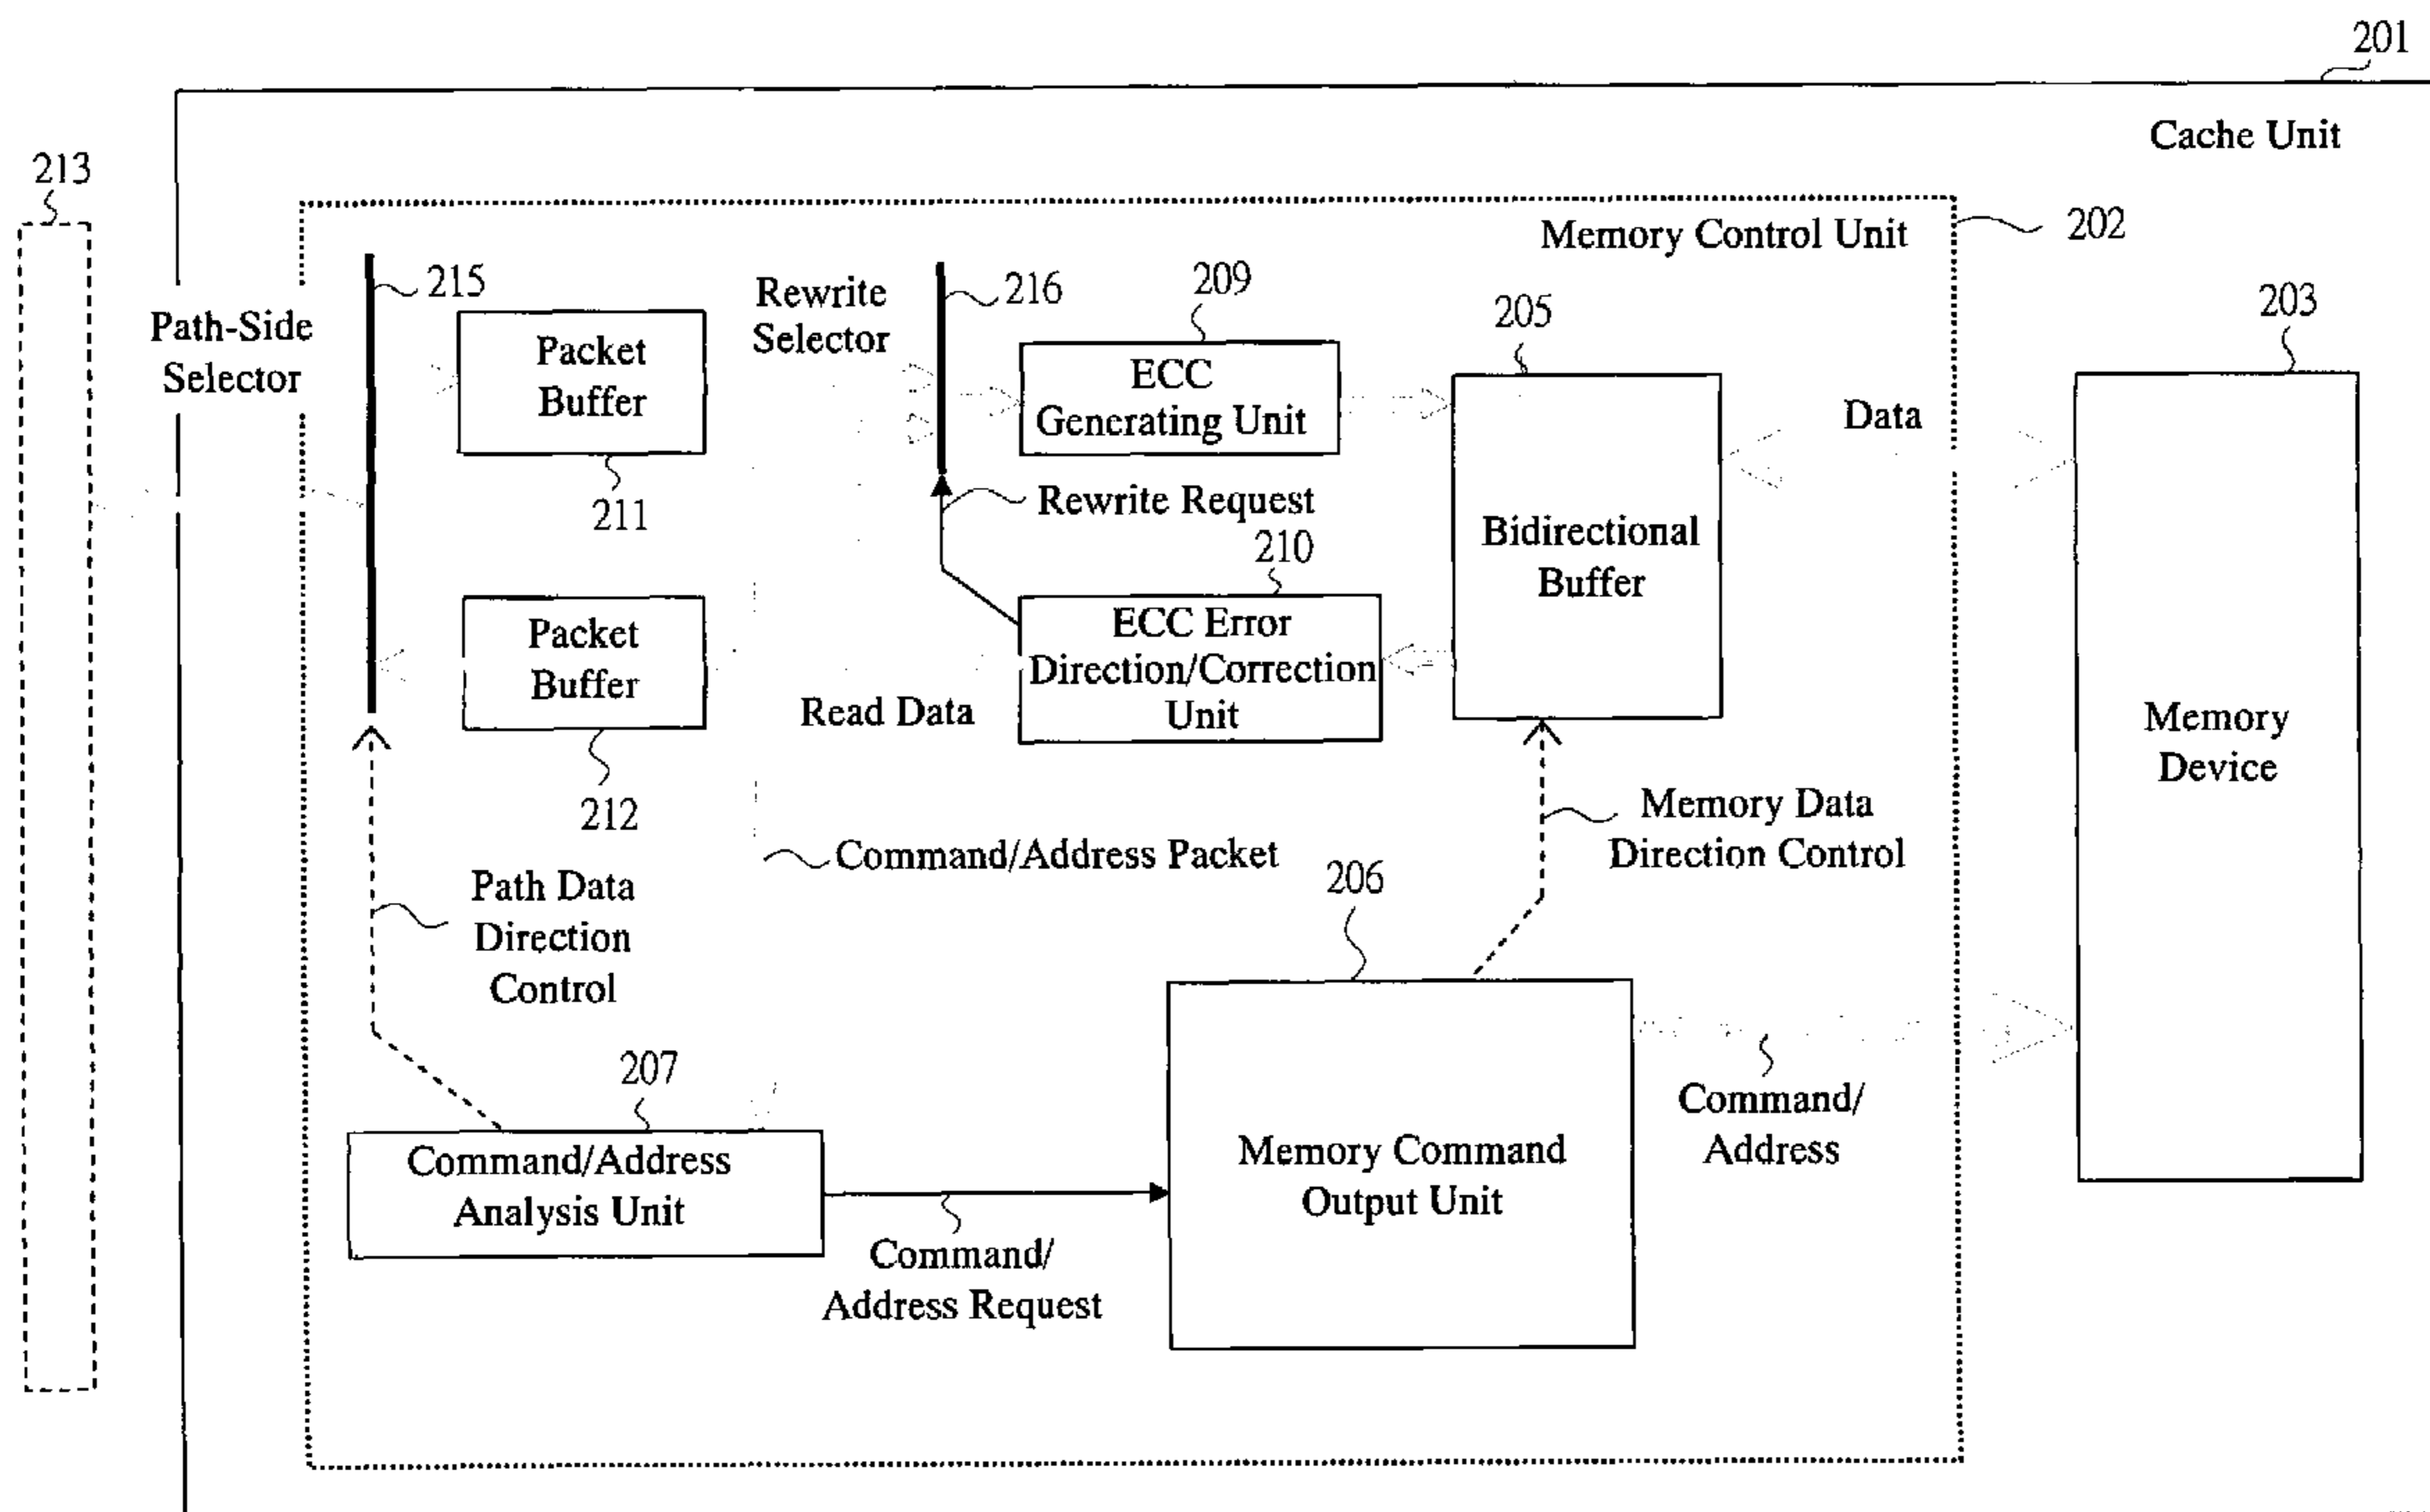 201
Cache Unit
213
202
Memory Control Unit
215
Path-Side
Selector
Packet
Buffer
211
Rewrite
Selector
216
209
ECC
Generating Unit
205
Bidirectional
Buffer
Data
203
Memory
Device
Rewrite Request
210
ECC Error
Direction/Correction
Unit
Packet
Buffer
212
Read Data
Command/Address Packet
Memory Data
Direction Control
Path Data
Direction
Control
206
Memory Command
Output Unit
207
Command/Address
Analysis Unit
Command/
Address Request
Command/
Address